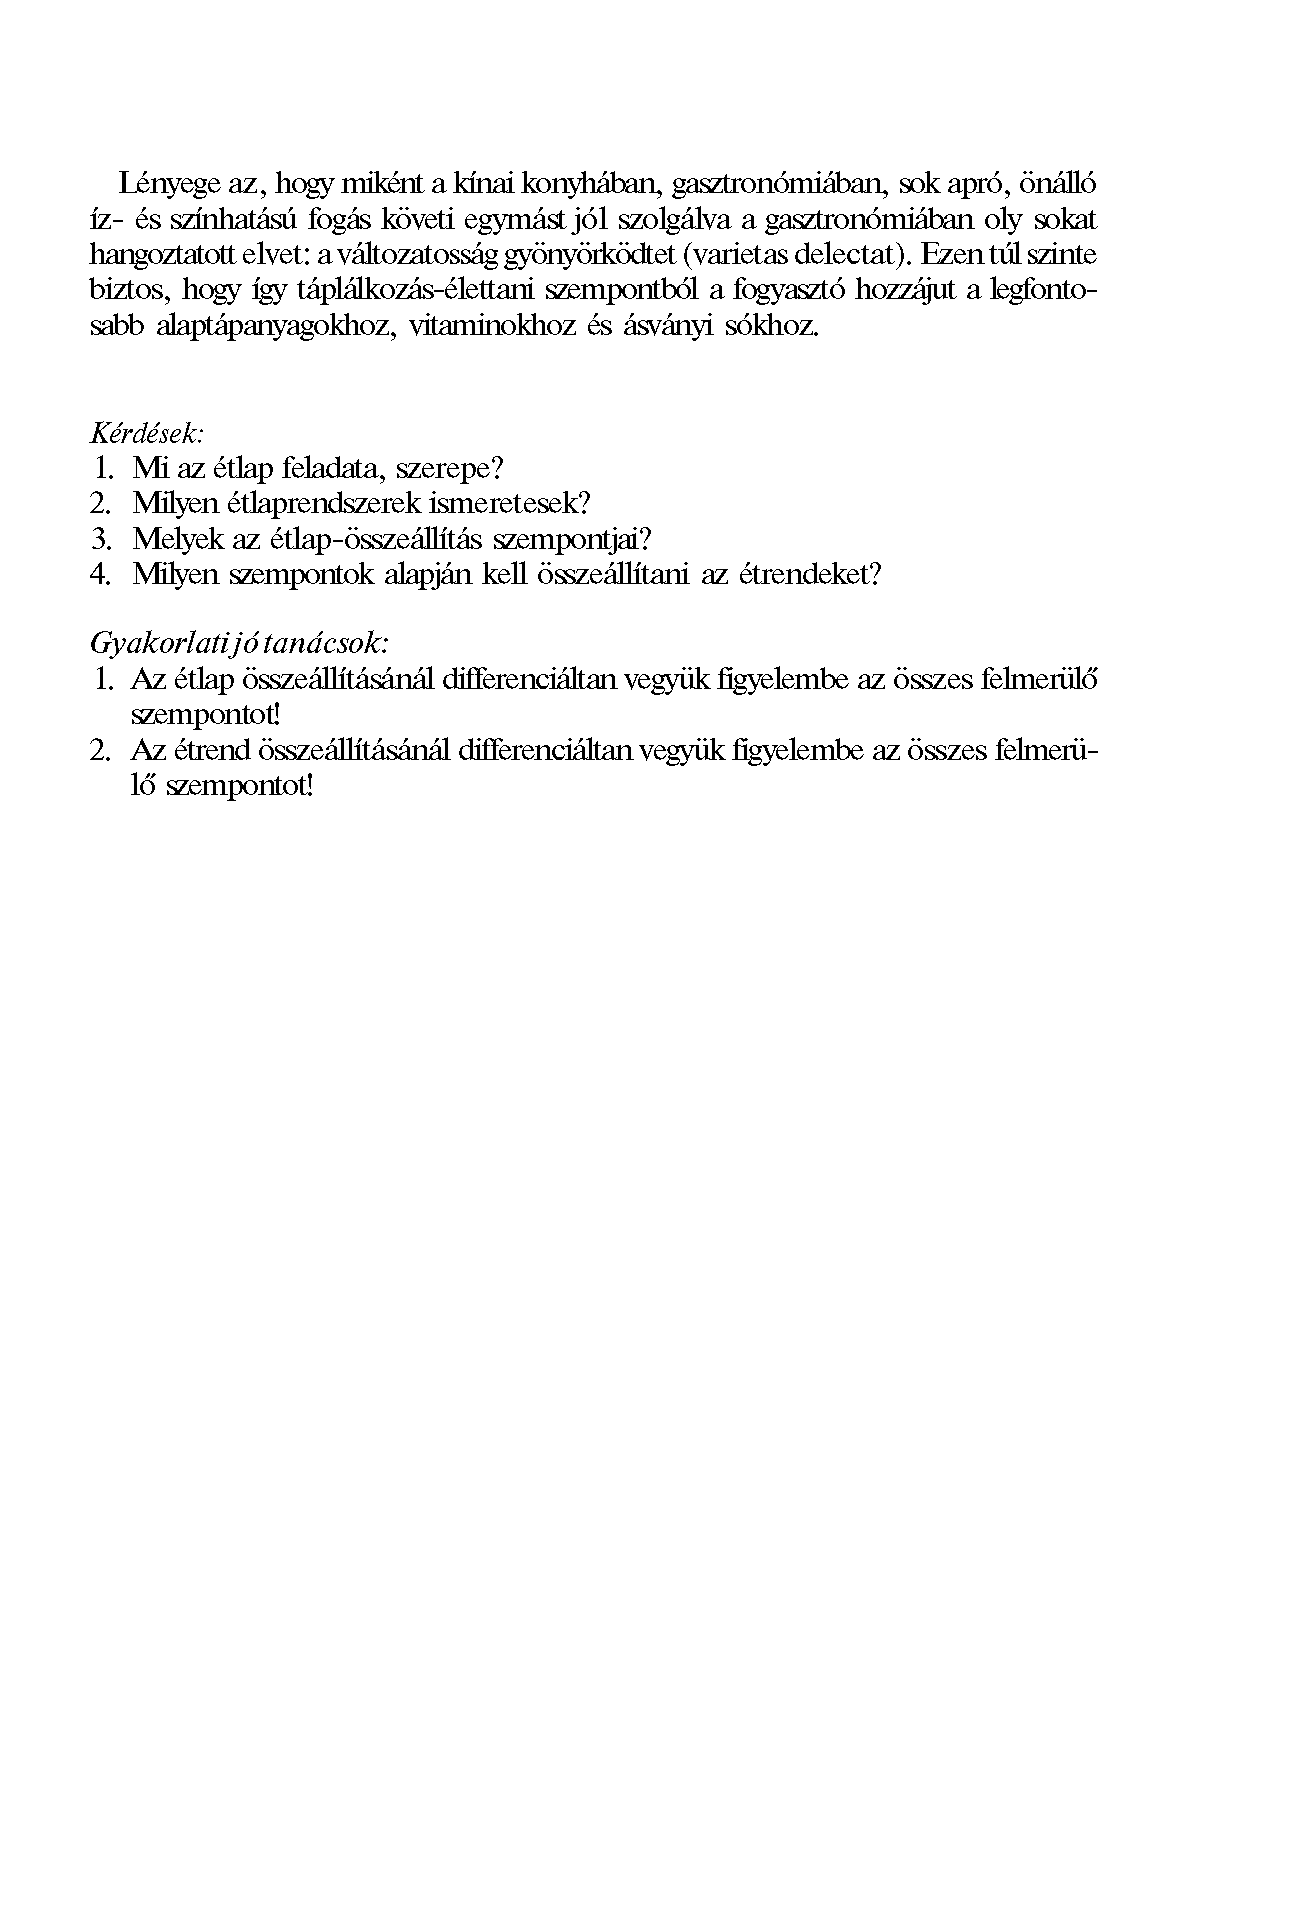 Lényege az, hogy miként a kínai konyhában, gasztronómiában, sok apró, önálló
íz- és színhatású fogás követi egymást jól szolgálva a gasztronómiában oly sokat
hangoztatott elvet: a változatosság gyönyörködtet (varietas delectat). Ezen túl szinte
biztos, hogy így táplálkozás-élettani szempontból a fogyasztó hozzájut a legfonto-
sabb alaptápanyagokhoz, vitaminokhoz és ásványi sókhoz.
Kérdések:
1. Mi az étlap feladata, szerepe?
2. Milyen étlaprendszerek ismeretesek?
3. Melyek az étlap-összeállítás szempontjai?
4. Milyen szempontok alapján kell összeállítani az étrendeket?
Gyakorlati jó tanácsok:
1. Az étlap összeállításánál differenciáltan vegyük figyelembe az összes felmerülő
szempontot!
2. Az étrend összeállításánál differenciáltan vegyük figyelembe az összes felmerü-
lő szempontot!